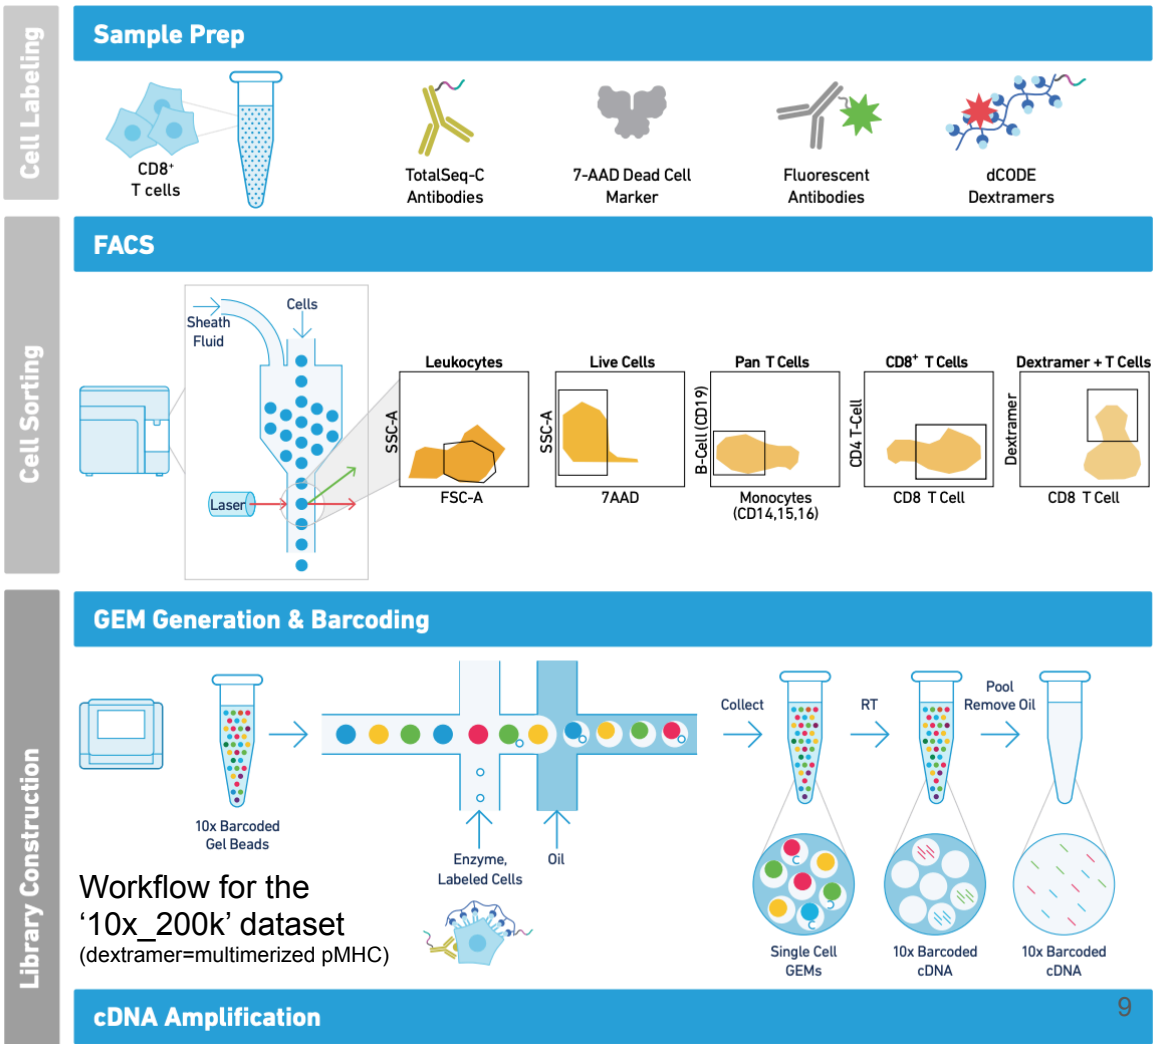 Cell Labeling
Sample Prep
CD8⁺
T cells
TotalSeq-C
Antibodies
7-AAD Dead Cell
Marker
Fluorescent
Antibodies
dCODE
Dextramers
Cell Sorting
FACS
Sheath
Fluid
Cells
Laser
Leukocytes
SSC-A
FSC-A
Live Cells
SSC-A
7AAD
Pan T Cells
B-Cell (CD19)
Monocytes
(CD14,15,16)
CD8⁺ T Cells
CD4 T-Cell
CD8 T Cell
Dextramer + T Cells
Dextramer
CD8 T Cell
Library Construction
GEM Generation & Barcoding
10x Barcoded
Gel Beads
Enzyme,
Labeled Cells
Oil
Collect
RT
Pool
Remove Oil
Single Cell
GEMs
10x Barcoded
cDNA
10x Barcoded
cDNA
Workflow for the
‘10x_200k’ dataset
(dextramer=multimerized pMHC)
cDNA Amplification
9